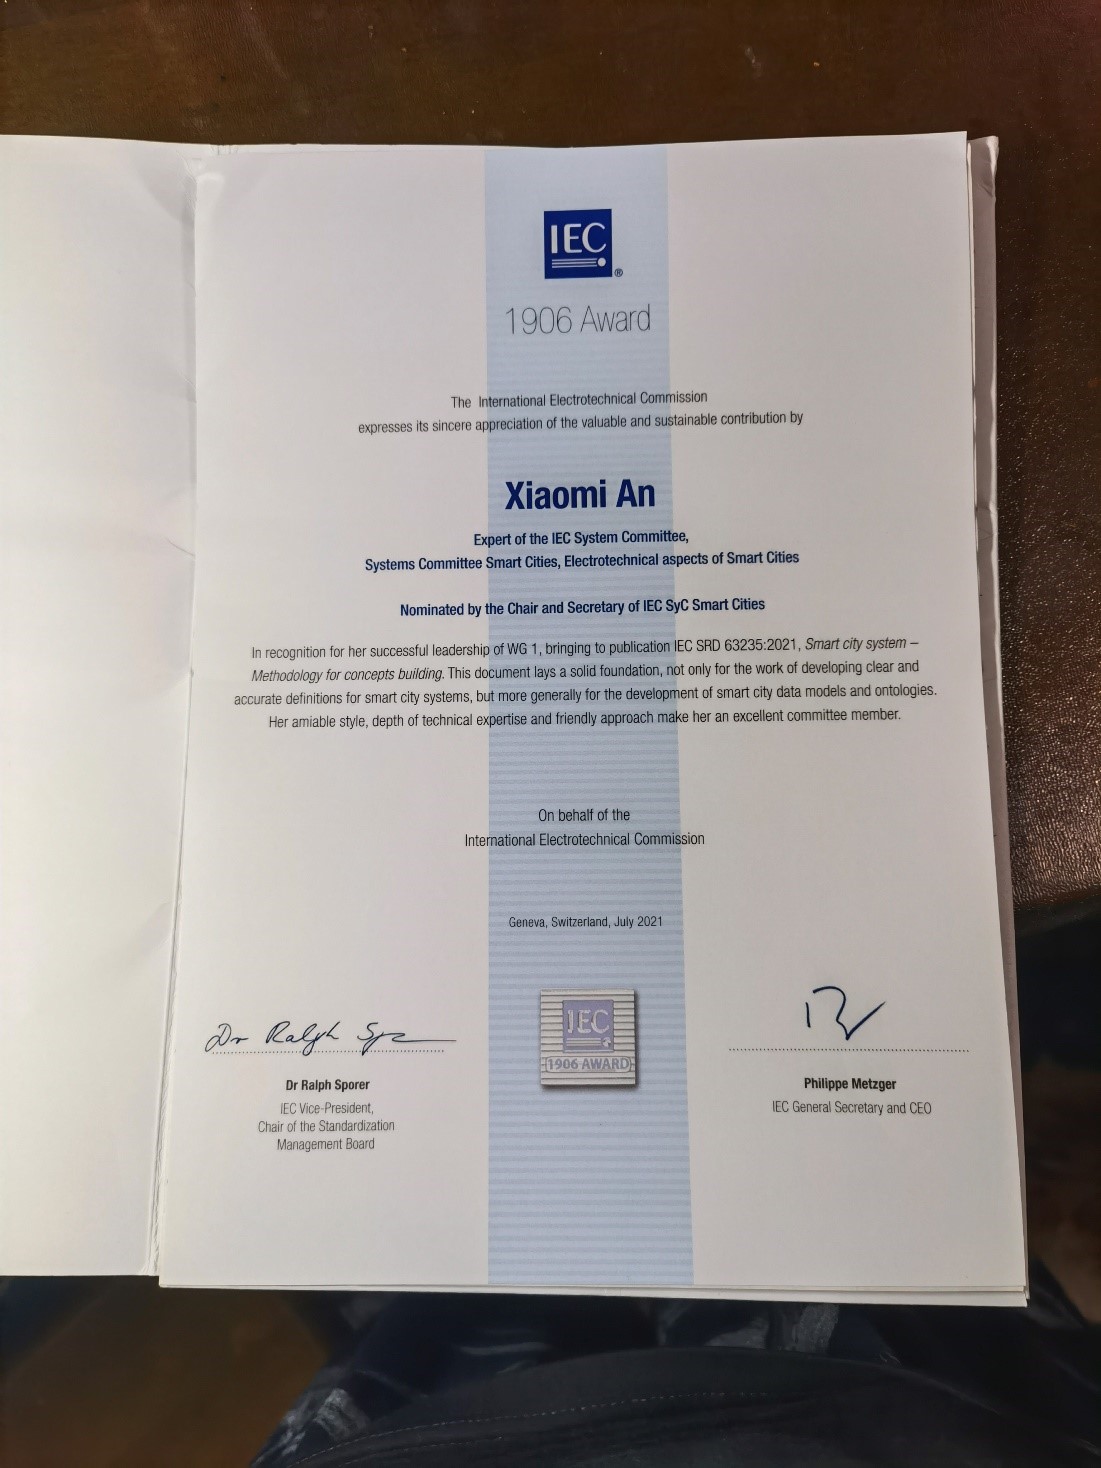 IEC
®
1906 Award
The International Electrotechnical Commission
expresses its sincere appreciation of the valuable and sustainable contribution by
Xiaomi An
Expert of the IEC System Committee,
Systems Committee Smart Cities, Electrotechnical aspects of Smart Cities
Nominated by the Chair and Secretary of IEC SyC Smart Cities
In recognition for her successful leadership of WG 1, bringing to publication IEC SRD 63235:2021, Smart city system –
Methodology for concepts building. This document lays a solid foundation, not only for the work of developing clear and
accurate definitions for smart city systems, but more generally for the development of smart city data models and ontologies.
Her amiable style, depth of technical expertise and friendly approach make her an excellent committee member.
On behalf of the
International Electrotechnical Commission
Geneva, Switzerland, July 2021
Dr Ralph
Dr Ralph Sporer
IEC Vice-President,
Chair of the Standardization
Management Board
IEC
1906 AWARD
Philippe Metzger
IEC General Secretary and CEO